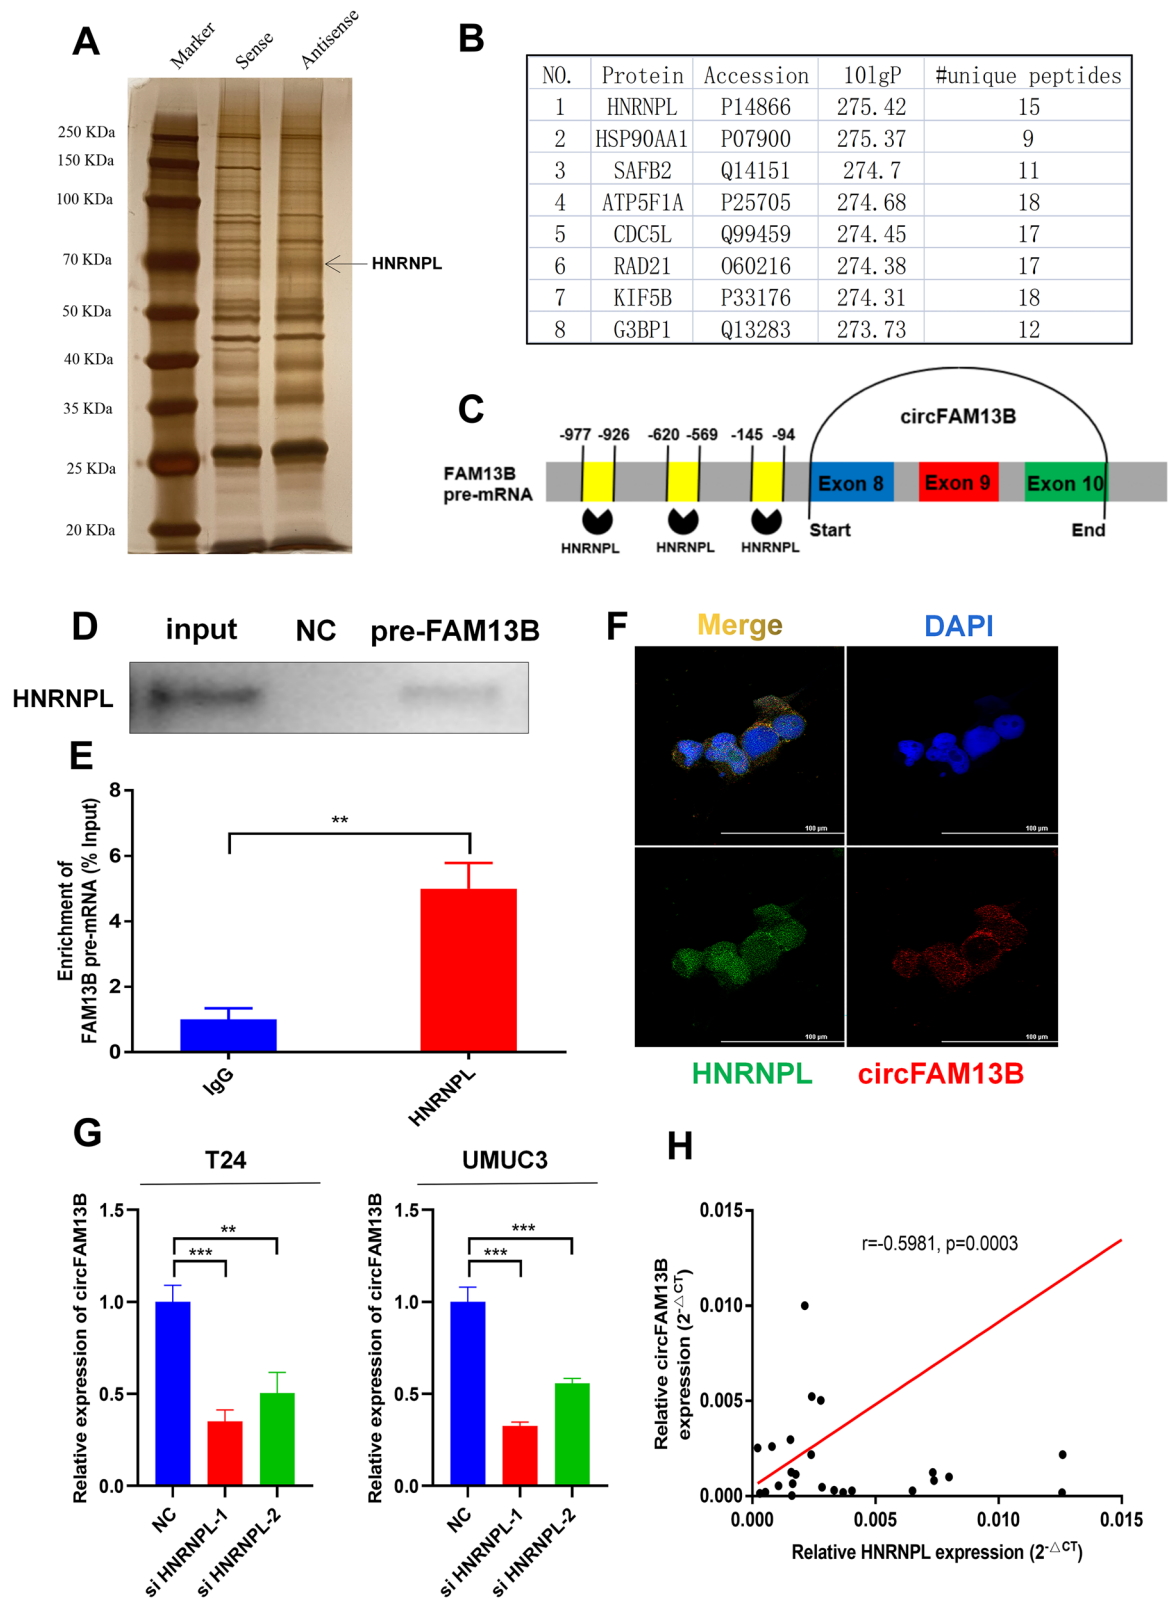 A
Marker
Sense
Antisense
250 KDa
150 KDa
100 KDa
70 KDa
50 KDa
40 KDa
35 KDa
25 KDa
20 KDa
HNRNPL
B
NO. Protein Accession 10lgP #unique peptides
1 HNRNPL P14866 275.42 15
2 HSP90AA1 P07900 275.37 9
3 SAFB2 Q14151 274.7 11
4 ATP5F1A P25705 274.68 18
5 CDC5L Q99459 274.45 17
6 RAD21 O60216 274.38 17
7 KIF5B P33176 274.31 18
8 G3BP1 Q13283 273.73 12
C
circFAM13B
-977 -926 -620 -569 -145 -94
FAM13B
pre-mRNA
Exon 8 Exon 9 Exon 10
Start End
HNRNPL HNRNPL HNRNPL
D
input NC pre-FAM13B
HNRNPL
E
Enrichment of
FAM13B pre-mRNA (% Input)
8
6
4
2
0
**
IgG
HNRNPL
F
Merge DAPI
100 µm 100 µm
100 µm 100 µm
HNRNPL circFAM13B
G
T24
Relative expression of circFAM13B
1.5
1.0
0.5
0.0
**
***
NC
si HNRNPL-1
si HNRNPL-2
UMUC3
Relative expression of circFAM13B
1.5
1.0
0.5
0.0
***
***
NC
si HNRNPL-1
si HNRNPL-2
H
Relative circFAM13B
expression (2-△CT)
0.015
0.010
0.005
0.000
r=-0.5981, p=0.0003
0.000 0.005 0.010 0.015
Relative HNRNPL expression (2-△CT)